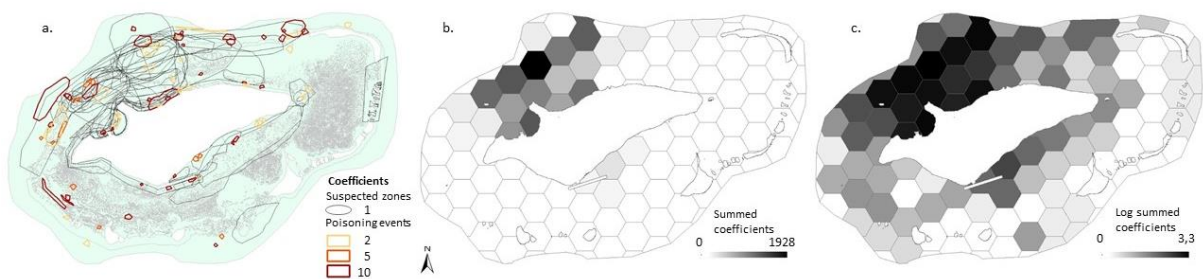 a.
Coefficients
Suspected zones
1
Poisoning events
2
5
10
N
b.
Summed
coefficients
0 1928
c.
Log summed
coefficients
0 3,3